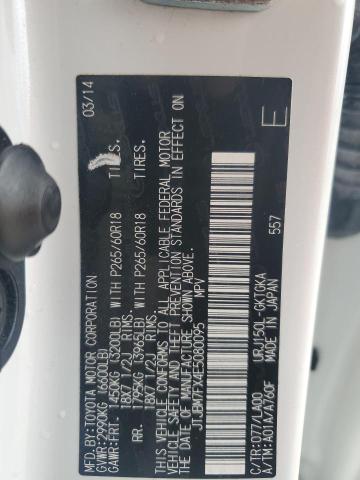 MFD.BY:TOYOTA MOTOR CORPORATION 03/14
GVWR:2990KG (6600LB)
GAWR:FRT. 1450KG (3200LB) WITH P265/60R18 TIRES.
18X7 1/2J RIMS.
RR. 1795KG (3965LB) WITH P265/60R18 TIRES.
18X7 1/2J RIMS.
THIS VEHICLE CONFORMS TO ALL APPLICABLE FEDERAL MOTOR
VEHICLE SAFETY AND THEFT PREVENTION STANDARDS IN EFFECT ON
THE DATE OF MANUFACTURE SHOWN ABOVE.
JTJBM7FX4E5080095 MPV
E
C/TR:077/LA00 URJ150L-GKTGKA
A/TM:A01A/A760F MADE IN JAPAN
557